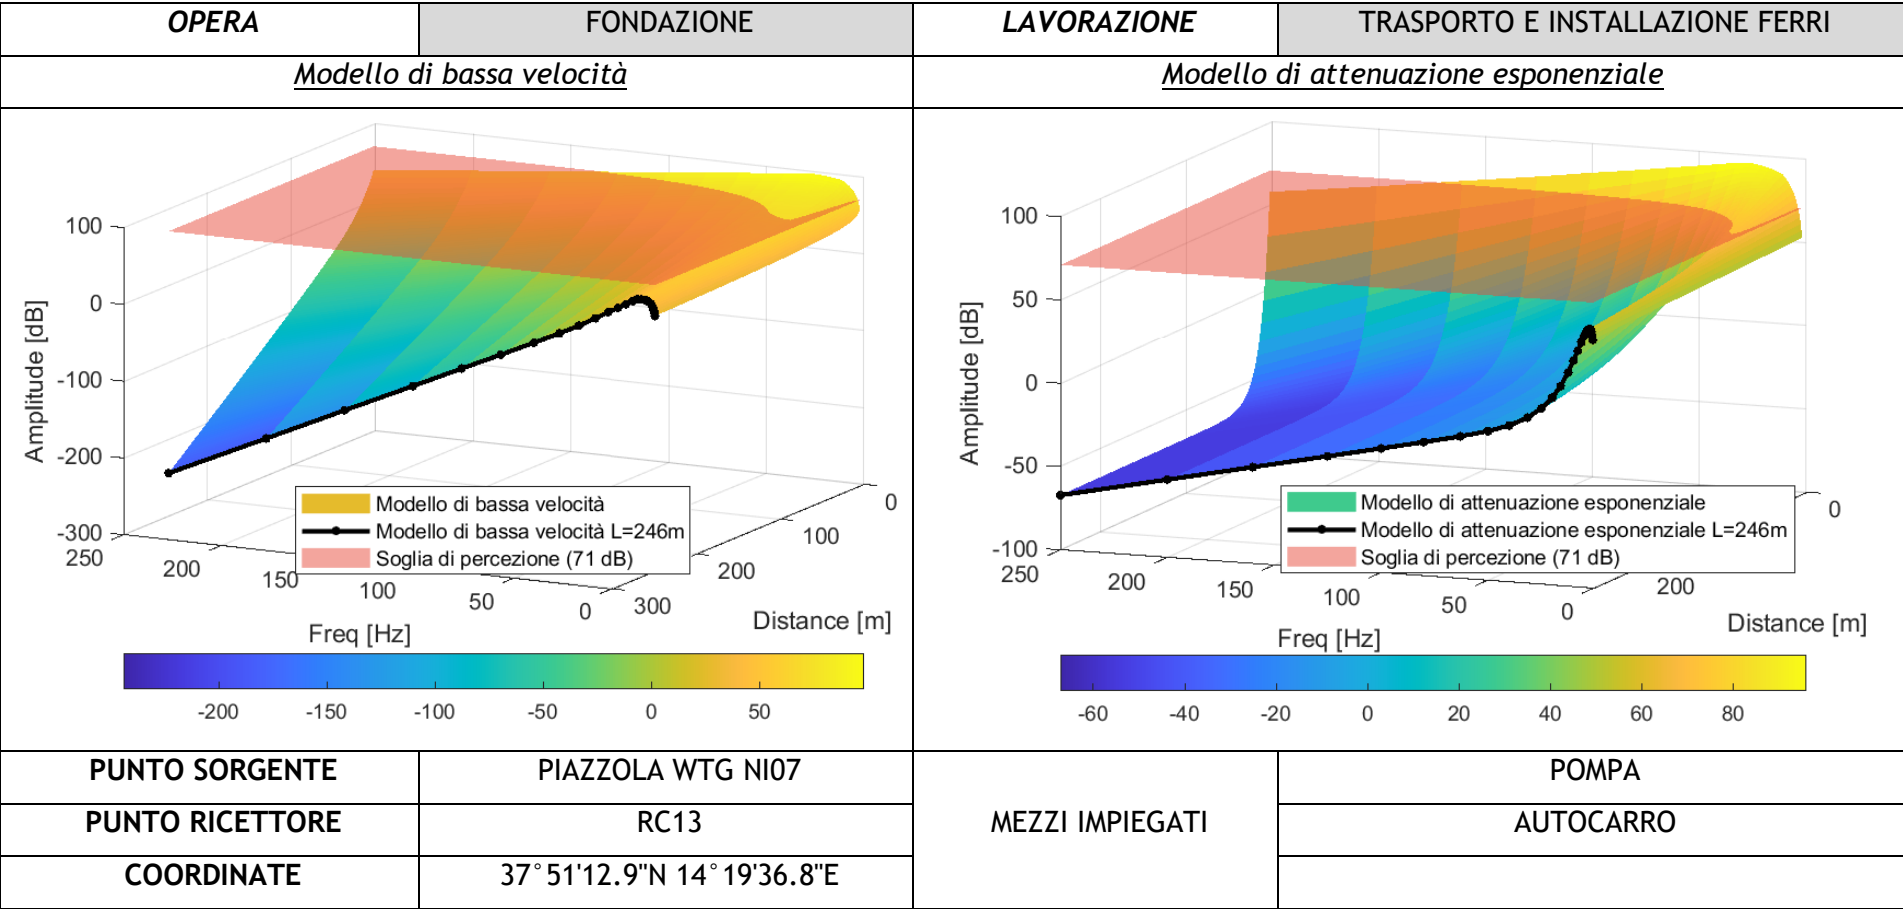 OPERA FONDAZIONE LAVORAZIONE TRASPORTO E INSTALLAZIONE FERRI
Modello di bassa velocità Modello di attenuazione esponenziale
100
0
-100
-200
-300
Amplitude [dB]
250
200
150
100
50
0
Freq [Hz]
0
100
200
300
Distance [m]
Modello di bassa velocità
Modello di bassa velocità L=246m
Soglia di percezione (71 dB)
-200 -150 -100 -50 0 50
100
50
0
-50
-100
Amplitude [dB]
250
200
150
100
50
0
Freq [Hz]
0
200
Distance [m]
Modello di attenuazione esponenziale
Modello di attenuazione esponenziale L=246m
Soglia di percezione (71 dB)
-60 -40 -20 0 20 40 60 80
PUNTO SORGENTE PIAZZOLA WTG NI07 MEZZI IMPIEGATI POMPA
PUNTO RICETTORE RC13 AUTOCARRO
COORDINATE 37°51'12.9"N 14°19'36.8"E